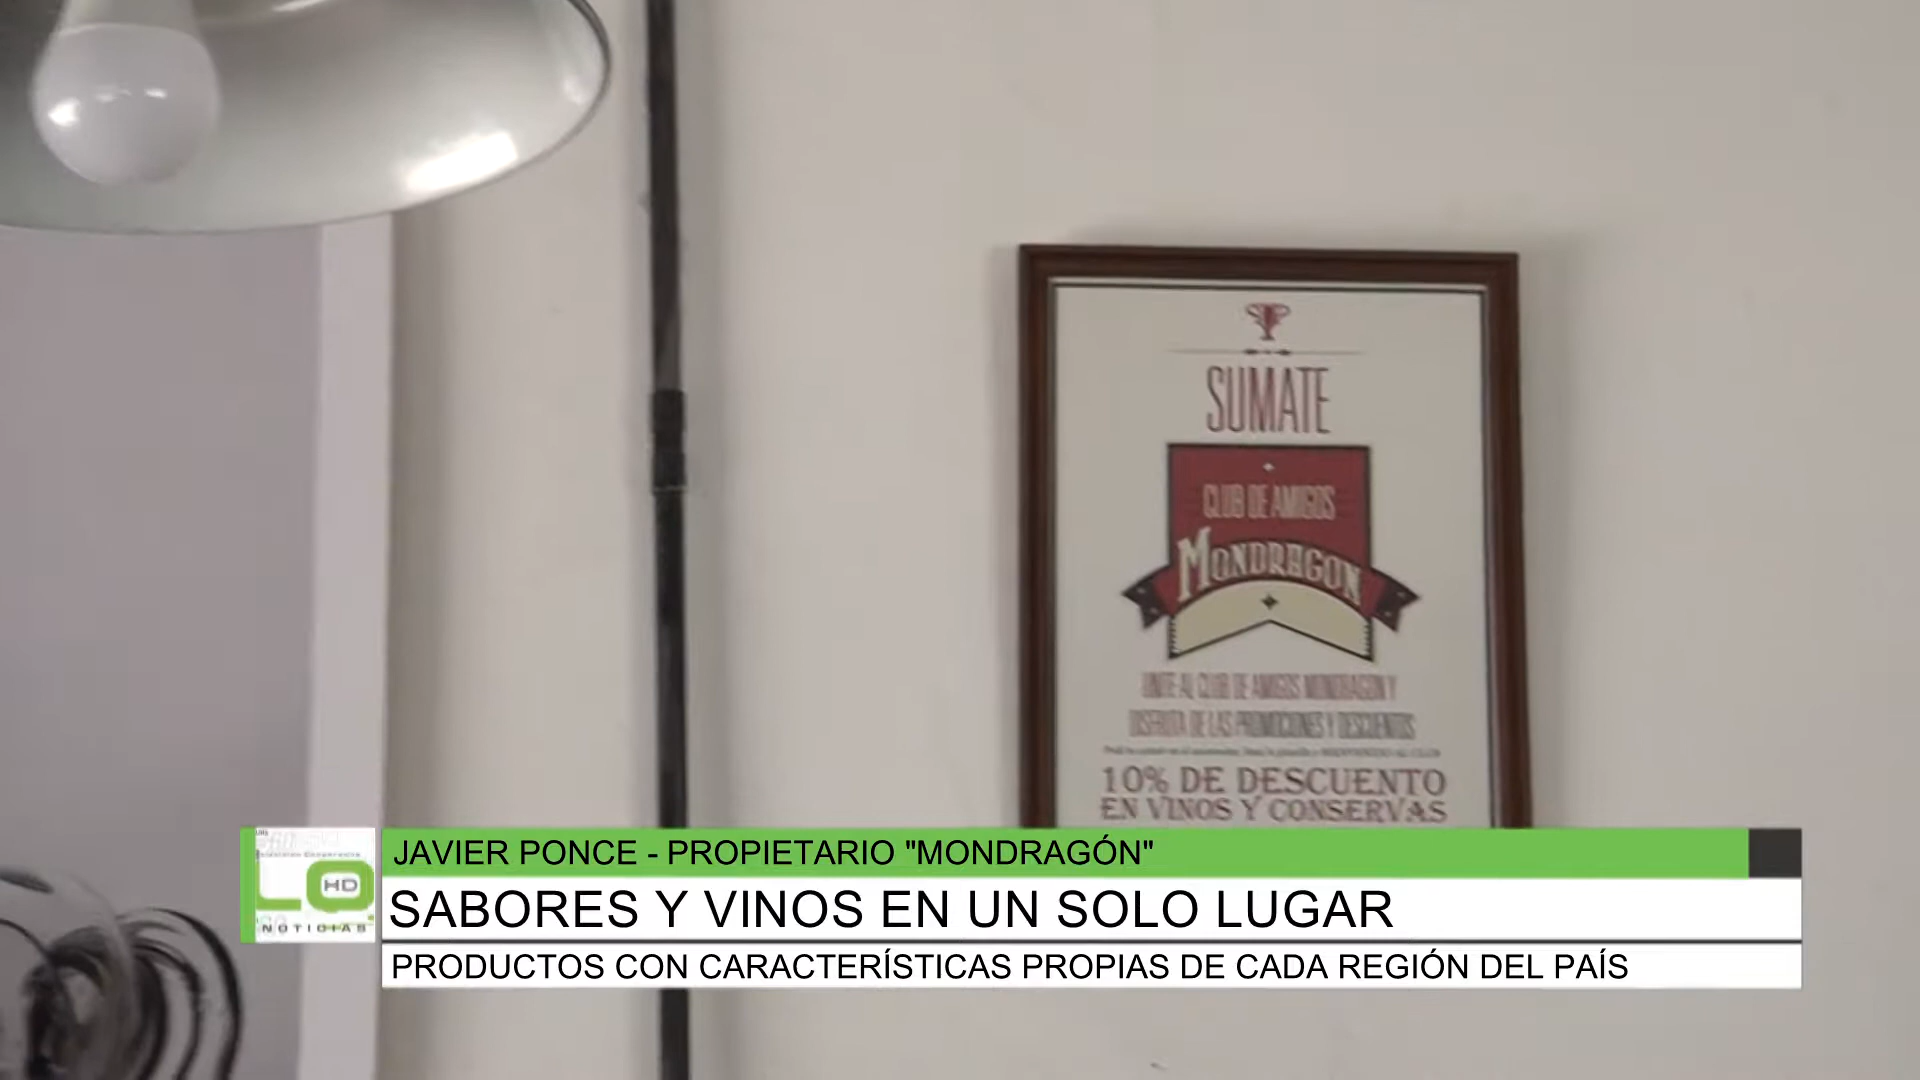 SUMATE
CLUB DE AMIGOS
MONDRAGON
UNITE AL CLUB DE AMIGOS MONDRAGON Y
DISFRUTA DE LAS PROMOCIONES Y DESCUENTOS
10% DE DESCUENTO
EN VINOS Y CONSERVAS
JAVIER PONCE - PROPIETARIO "MONDRAGÓN"
HD
NOTICIAS
SABORES Y VINOS EN UN SOLO LUGAR
PRODUCTOS CON CARACTERÍSTICAS PROPIAS DE CADA REGIÓN DEL PAÍS